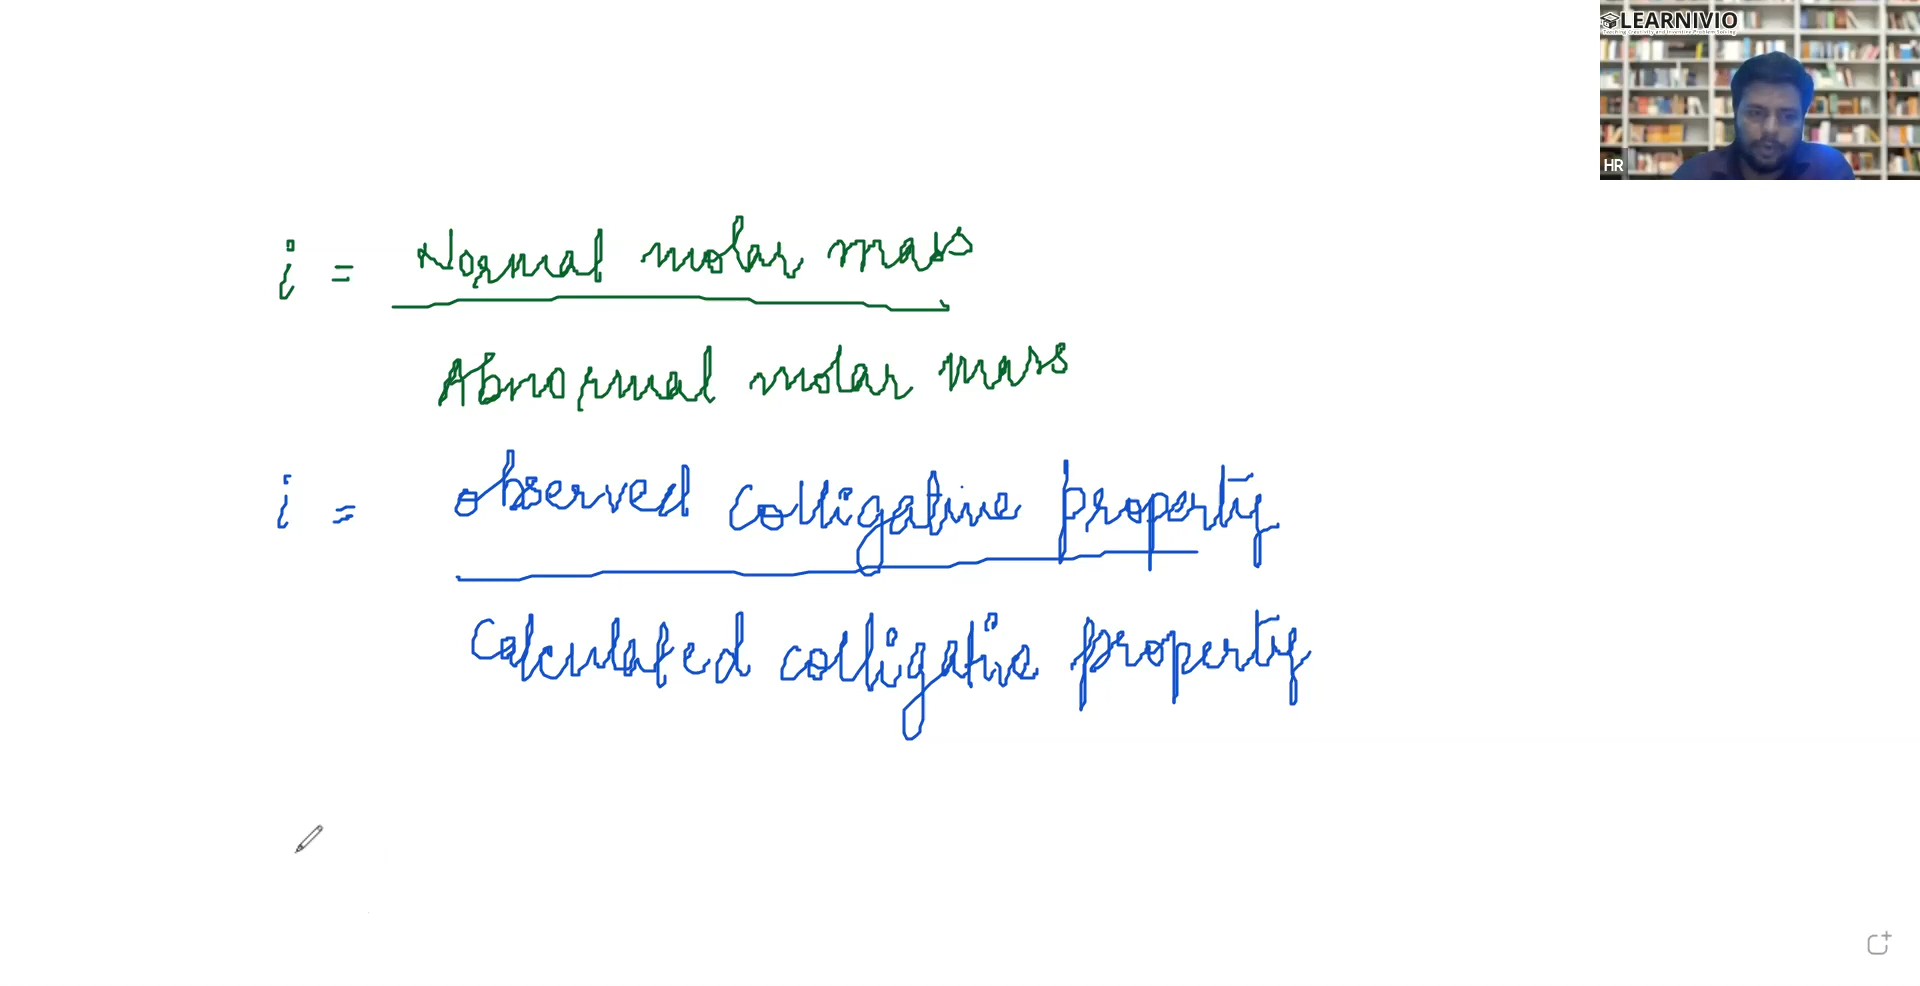 LEARNIVIO
HR
i = Normal molar mass
Abnormal molar mass
i = observed colligative property
Calculated colligative property